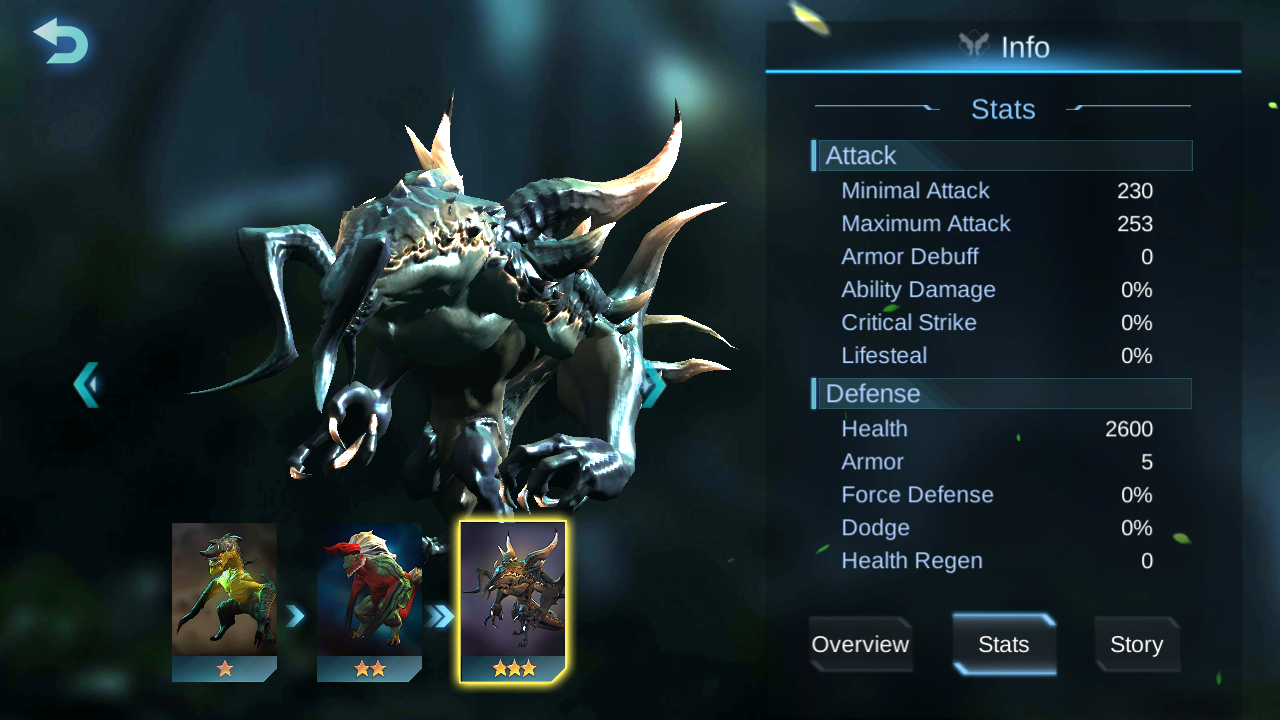 Info
Stats
Attack
Minimal Attack 230
Maximum Attack 253
Armor Debuff 0
Ability Damage 0%
Critical Strike 0%
Lifesteal 0%
Defense
Health 2600
Armor 5
Force Defense 0%
Dodge 0%
Health Regen 0
Overview Stats Story